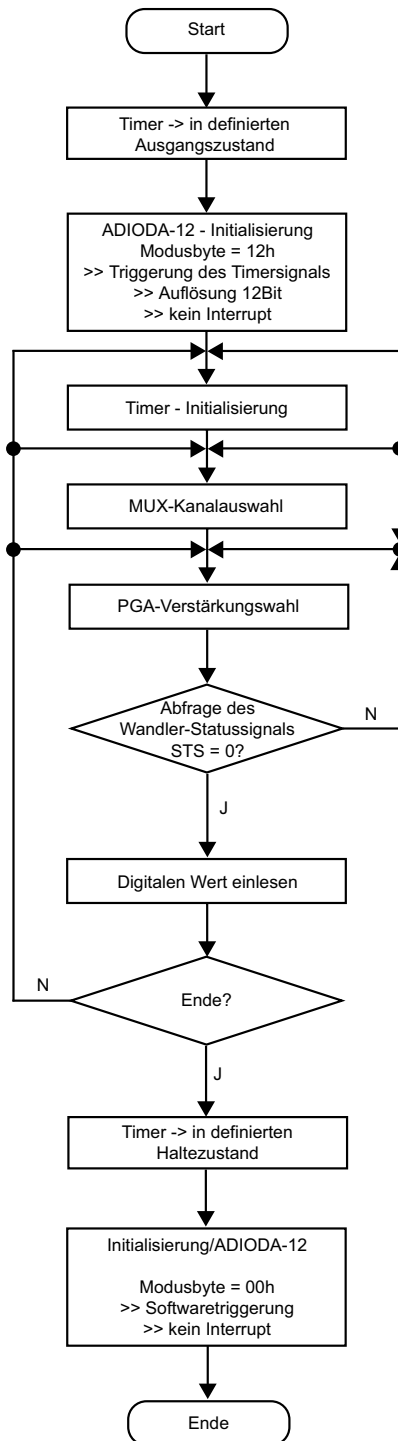 Start
Timer -> in definierten
Ausgangszustand
ADIODA-12 - Initialisierung
Modusbyte = 12h
>> Triggerung des Timersignals
>> Auflösung 12Bit
>> kein Interrupt
Timer - Initialisierung
MUX-Kanalauswahl
PGA-Verstärkungswahl
Abfrage des
Wandler-Statussignals
STS = 0?
N
J
Digitalen Wert einlesen
N
Ende?
J
Timer -> in definierten
Haltezustand
Initialisierung/ADIODA-12
Modusbyte = 00h
>> Softwaretriggerung
>> kein Interrupt
Ende